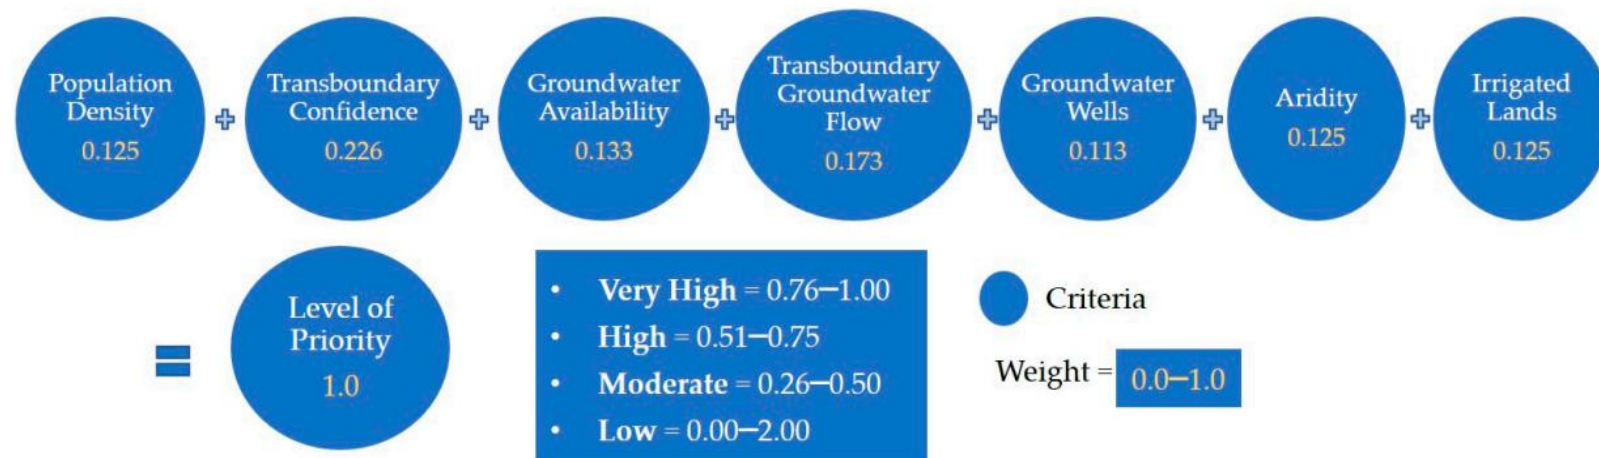 Population
Density
0.125
+
Transboundary
Confidence
0.226
+
Groundwater
Availability
0.133
+
Transboundary
Groundwater
Flow
0.173
+
Groundwater
Wells
0.113
+
Aridity
0.125
+
Irrigated
Lands
0.125
=
Level of
Priority
1.0
• Very High = 0.76–1.00
• High = 0.51–0.75
• Moderate = 0.26–0.50
• Low = 0.00–2.00
Criteria
Weight = 0.0–1.0